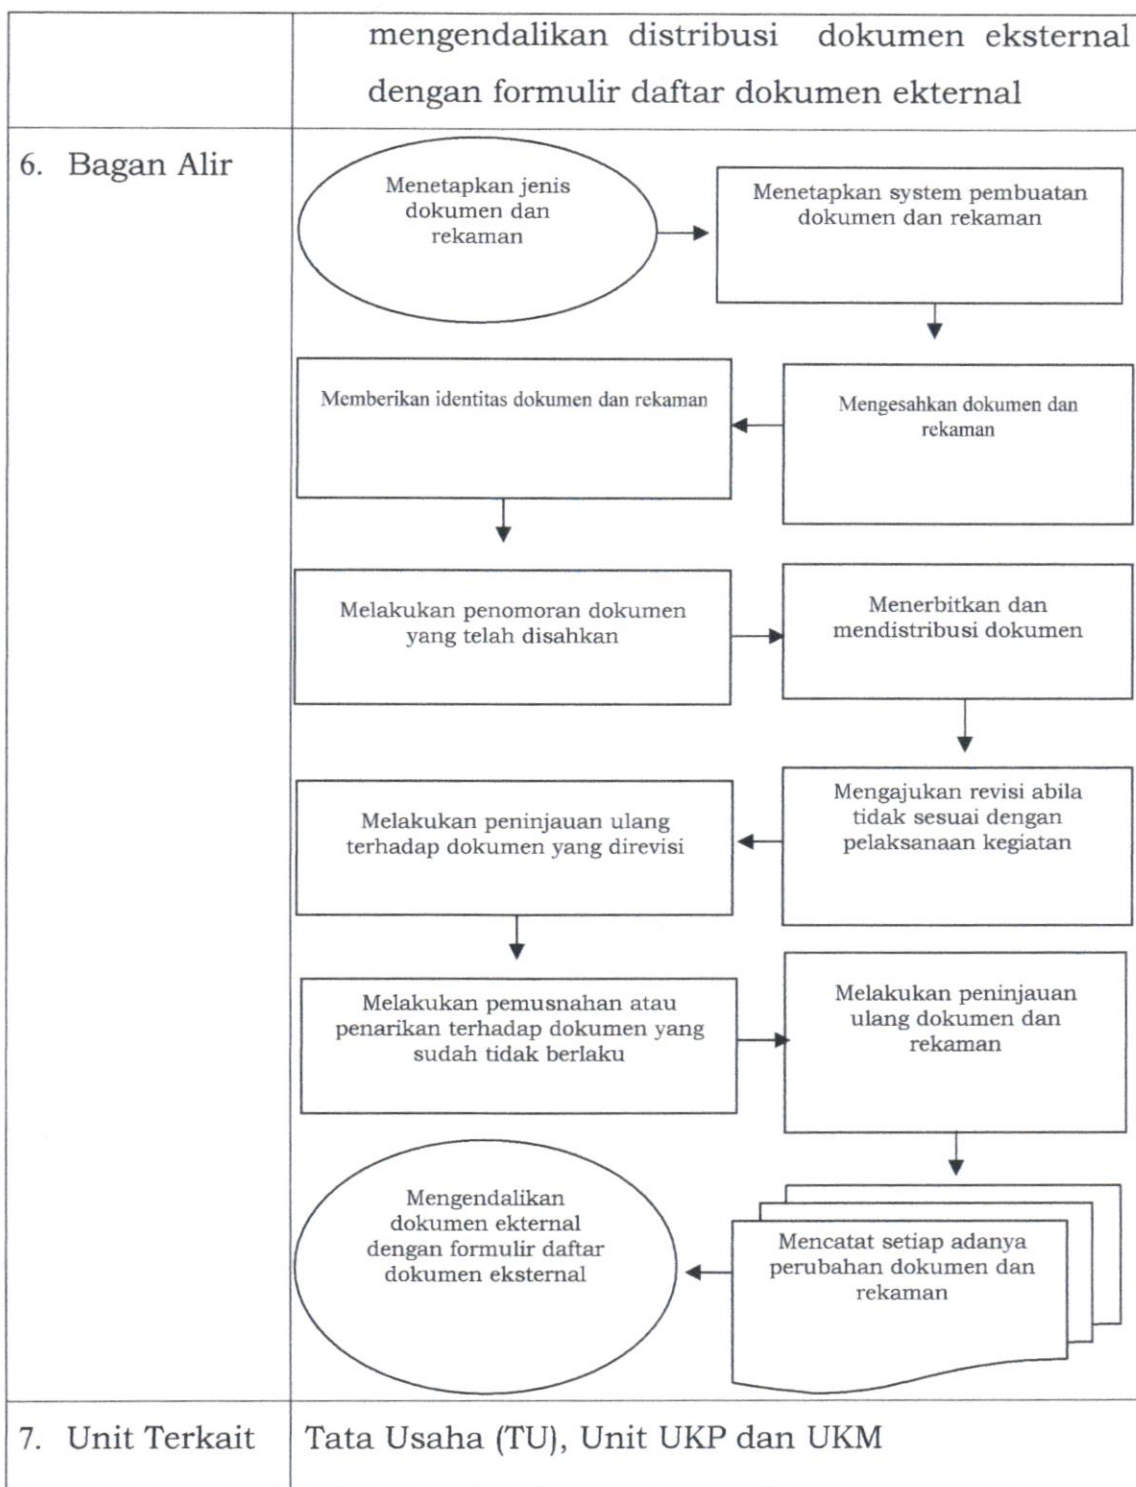 mengendalikan distribusi dokumen eksternal
dengan formulir daftar dokumen ekternal
6. Bagan Alir
Menetapkan jenis
dokumen dan
rekaman
Menetapkan system pembuatan
dokumen dan rekaman
Mengesahkan dokumen dan
rekaman
Memberikan identitas dokumen dan rekaman
Melakukan penomoran dokumen
yang telah disahkan
Menerbitkan dan
mendistribusi dokumen
Mengajukan revisi abila
tidak sesuai dengan
pelaksanaan kegiatan
Melakukan peninjauan ulang
terhadap dokumen yang direvisi
Melakukan pemusnahan atau
penarikan terhadap dokumen yang
sudah tidak berlaku
Melakukan peninjauan
ulang dokumen dan
rekaman
Mencatat setiap adanya
perubahan dokumen dan
rekaman
Mengendalikan
dokumen ekternal
dengan formulir daftar
dokumen eksternal
7. Unit Terkait
Tata Usaha (TU), Unit UKP dan UKM